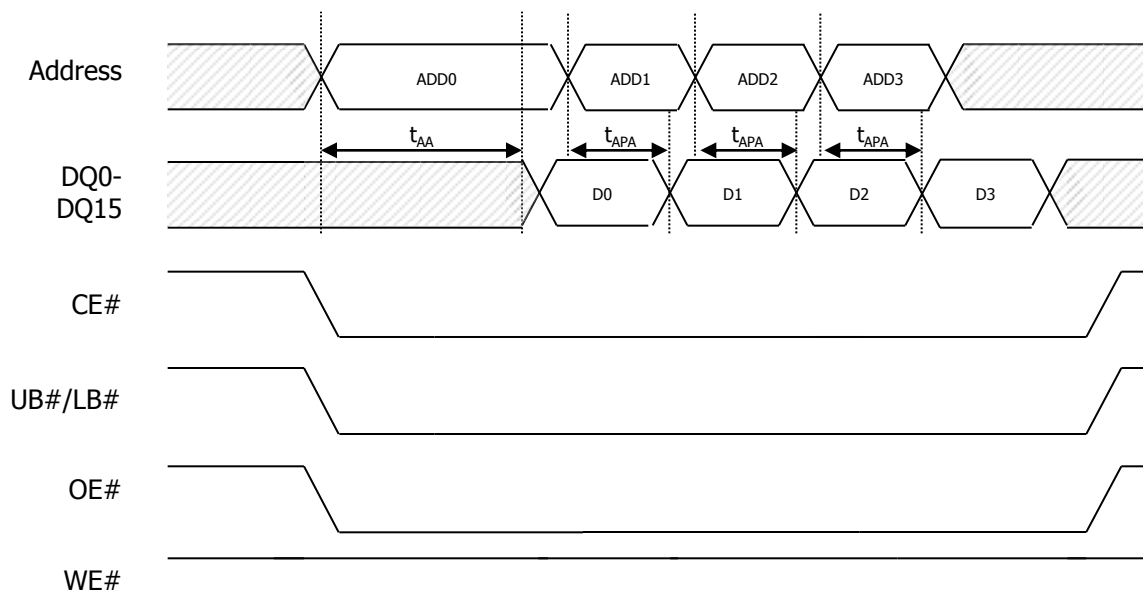 Address
ADD0
ADD1
ADD2
ADD3
tAA
tAPA
tAPA
tAPA
DQ0-
DQ15
D0
D1
D2
D3
CE#
UB#/LB#
OE#
WE#